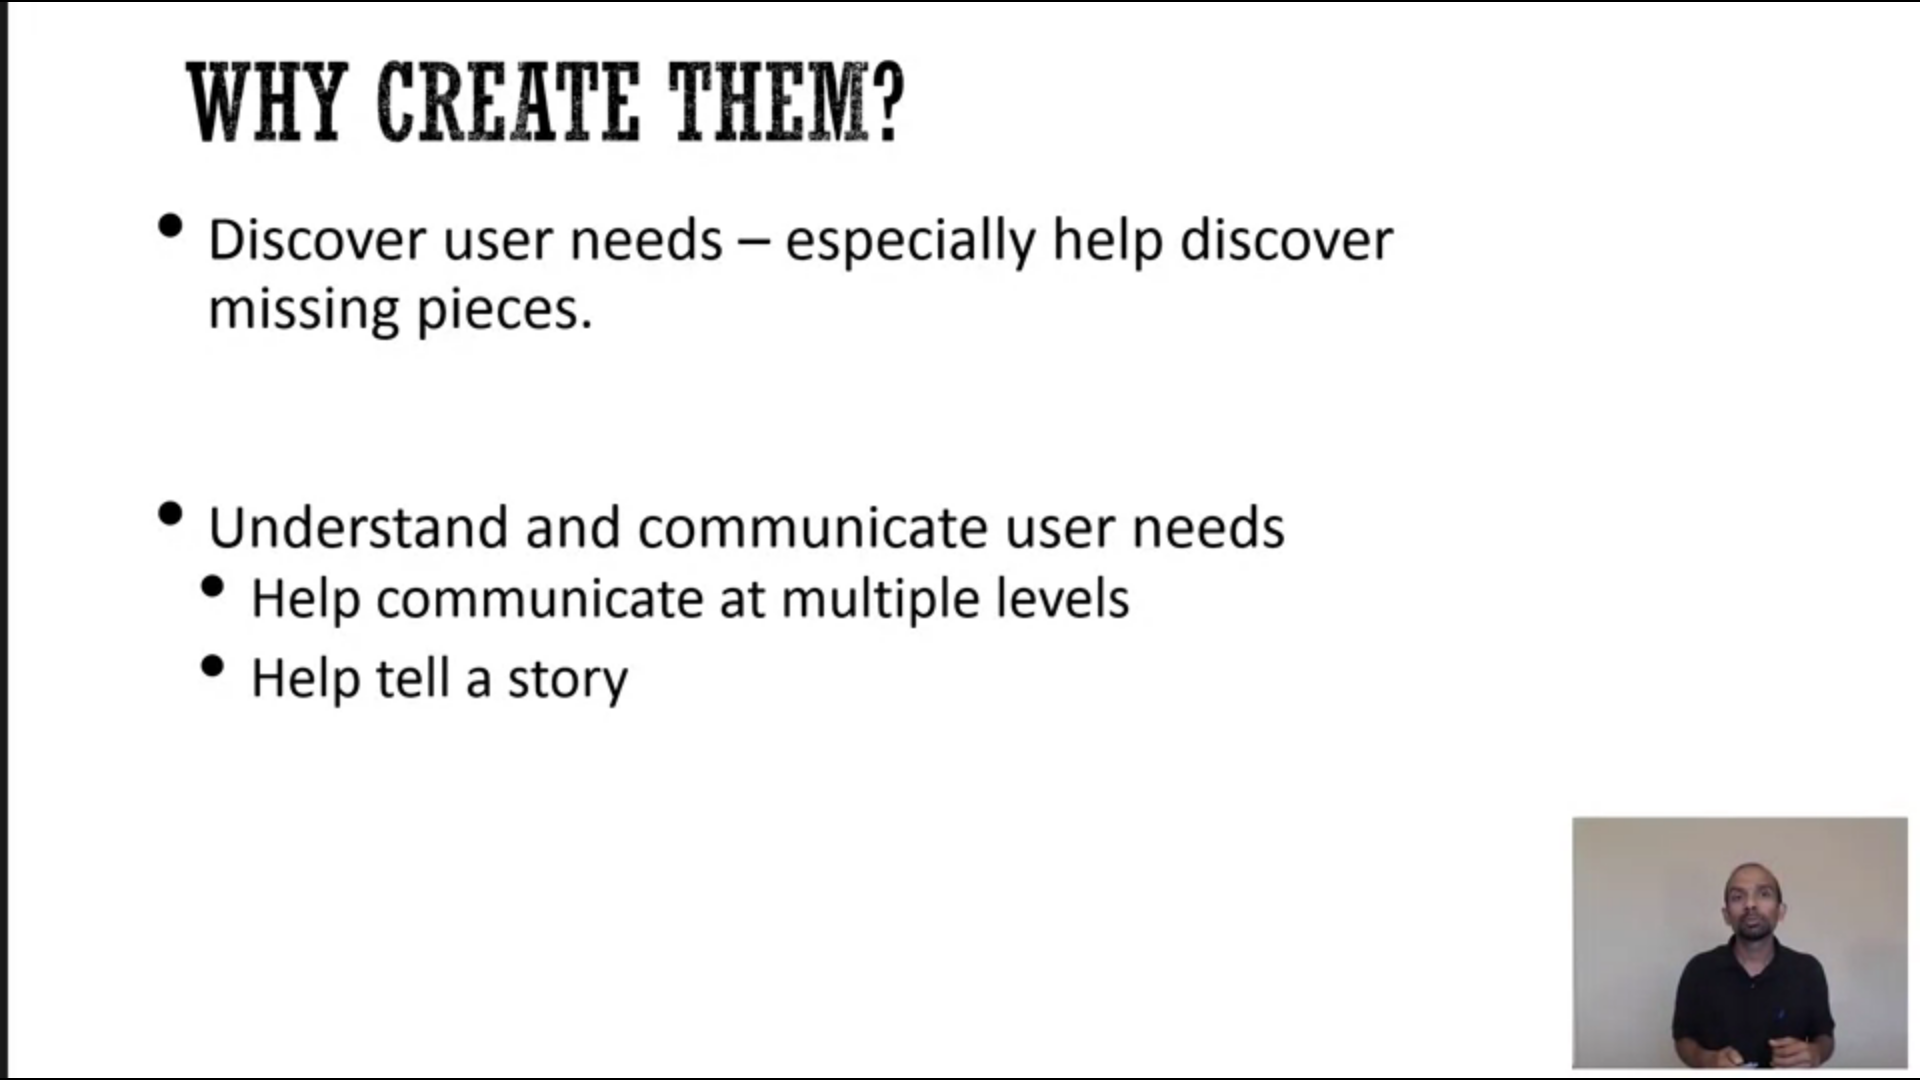 WHY CREATE THEM?
• Discover user needs – especially help discover
missing pieces.
• Understand and communicate user needs
• Help communicate at multiple levels
• Help tell a story